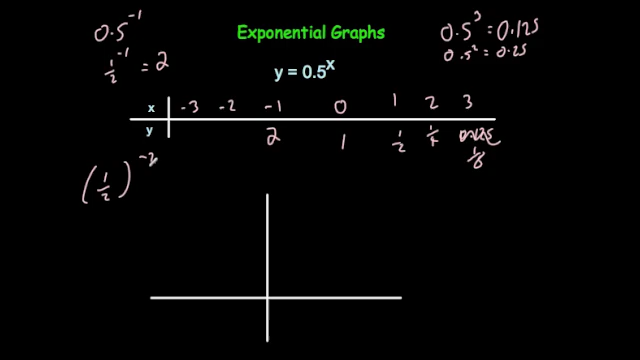 0.5^-1
1/2^-1 = 2
Exponential Graphs
y = 0.5^x
0.5^3 = 0.125
0.5^2 = 0.25
x -3 -2 -1 0 1 2 3
y 2 1 1/2 1/4 0.125
1/8
(1/2)^-2